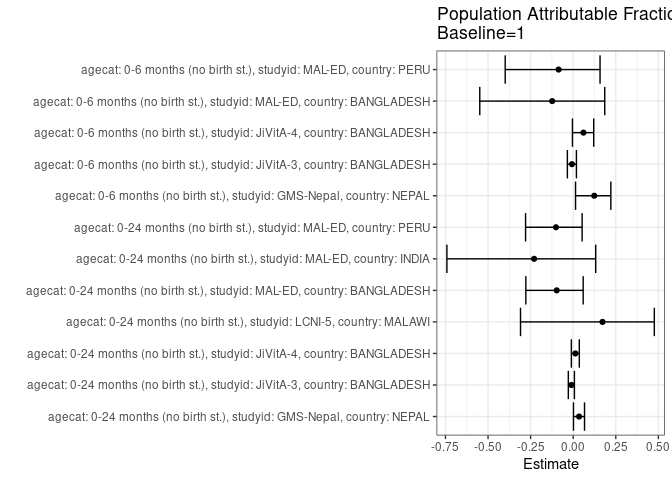 Population Attributable Fractio
Baseline=1
agecat: 0-6 months (no birth st.), studyid: MAL-ED, country: PERU
agecat: 0-6 months (no birth st.), studyid: MAL-ED, country: BANGLADESH
agecat: 0-6 months (no birth st.), studyid: JiVitA-4, country: BANGLADESH
agecat: 0-6 months (no birth st.), studyid: JiVitA-3, country: BANGLADESH
agecat: 0-6 months (no birth st.), studyid: GMS-Nepal, country: NEPAL
agecat: 0-24 months (no birth st.), studyid: MAL-ED, country: PERU
agecat: 0-24 months (no birth st.), studyid: MAL-ED, country: INDIA
agecat: 0-24 months (no birth st.), studyid: MAL-ED, country: BANGLADESH
agecat: 0-24 months (no birth st.), studyid: LCNI-5, country: MALAWI
agecat: 0-24 months (no birth st.), studyid: JiVitA-4, country: BANGLADESH
agecat: 0-24 months (no birth st.), studyid: JiVitA-3, country: BANGLADESH
agecat: 0-24 months (no birth st.), studyid: GMS-Nepal, country: NEPAL
-0.75 -0.50 -0.25 0.00 0.25 0.50
Estimate